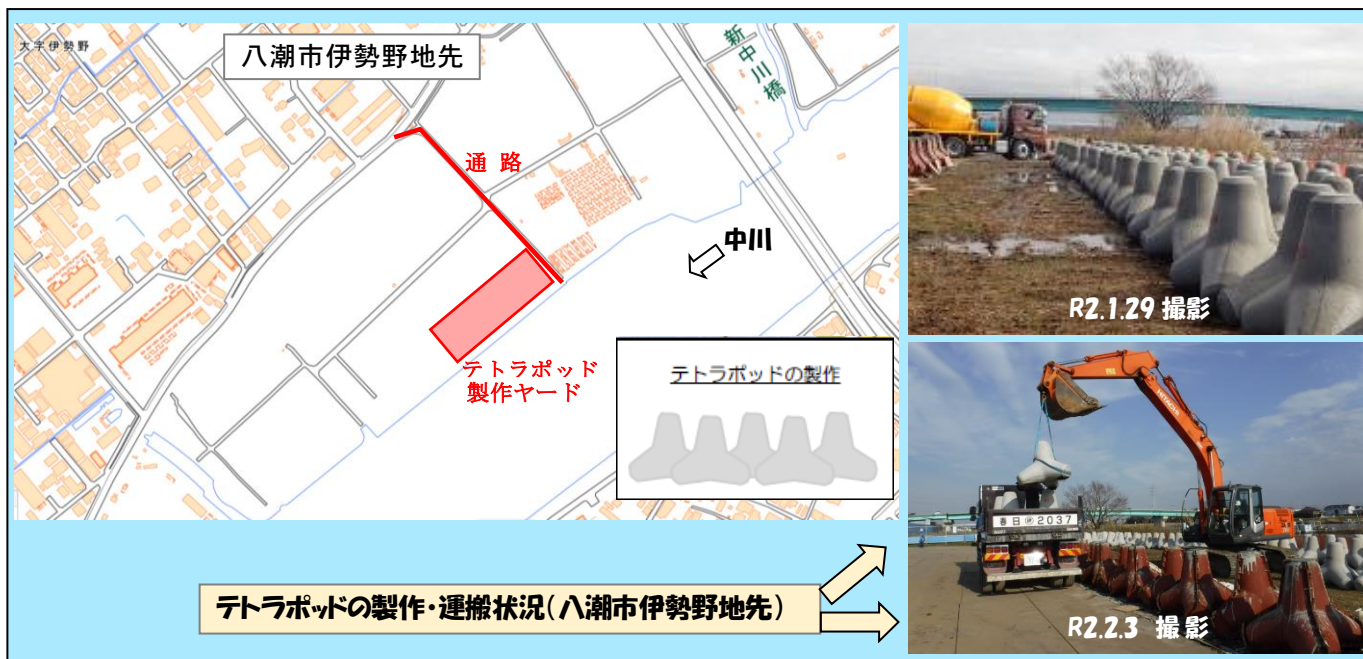 大字伊勢野
八潮市伊勢野地先
新中川橋
通 路
中川
テトラポッド
製作ヤード
テトラポッドの製作
R2.1.29 撮影
HITACHI
春日 2037
R2.2.3 撮影
テトラポッドの製作・運搬状況(八潮市伊勢野地先)